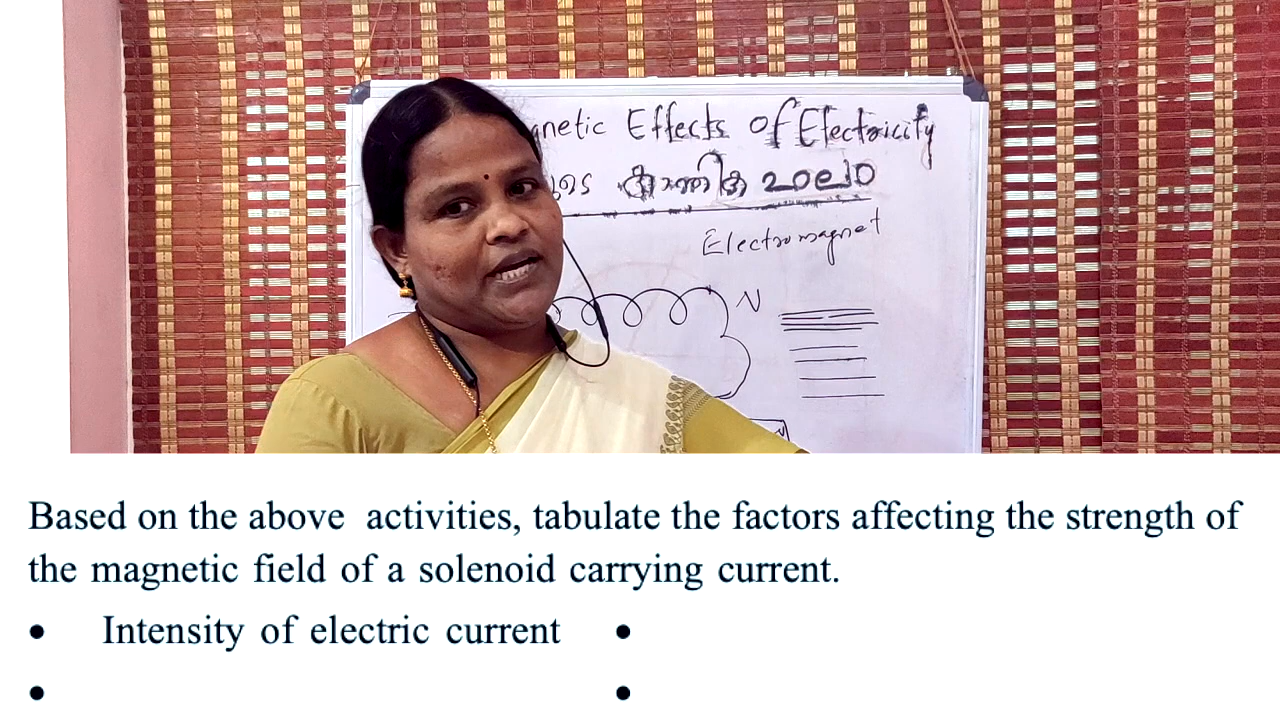 gnetic Effects of Electricity
Electromagnet
N
Based on the above activities, tabulate the factors affecting the strength of
the magnetic field of a solenoid carrying current.
• Intensity of electric current •
• •